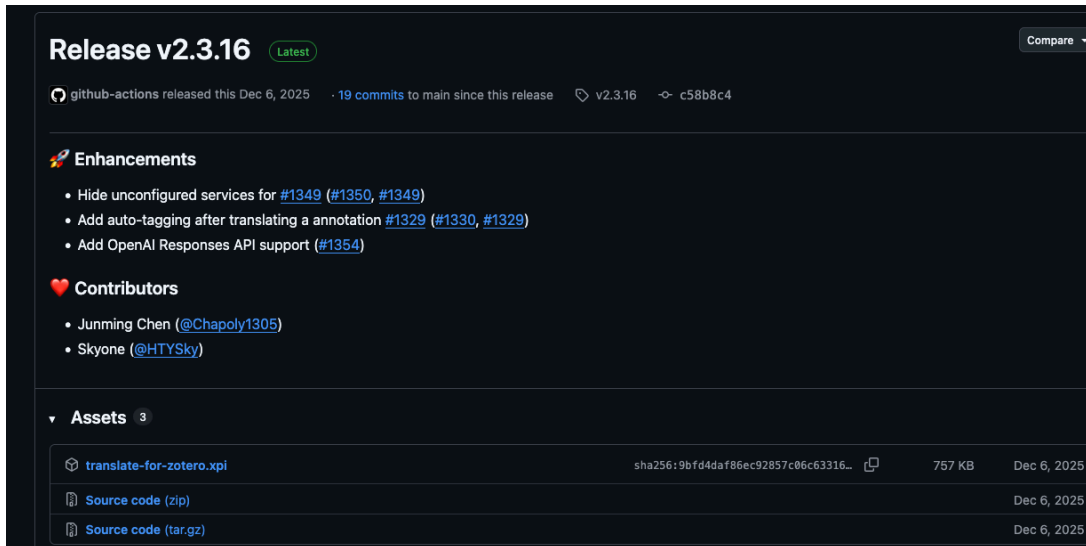 Release v2.3.16 Latest
Compare
github-actions released this Dec 6, 2025 · 19 commits to main since this release v2.3.16 c58b8c4
🚀 Enhancements
• Hide unconfigured services for #1349 (#1350, #1349)
• Add auto-tagging after translating a annotation #1329 (#1330, #1329)
• Add OpenAI Responses API support (#1354)
❤️ Contributors
• Junming Chen (@Chapoly1305)
• Skyone (@HTYSky)
Assets 3
translate-for-zotero.xpi sha256:9bfd4daf86ec92857c06c63316… 757 KB Dec 6, 2025
Source code (zip) Dec 6, 2025
Source code (tar.gz) Dec 6, 2025